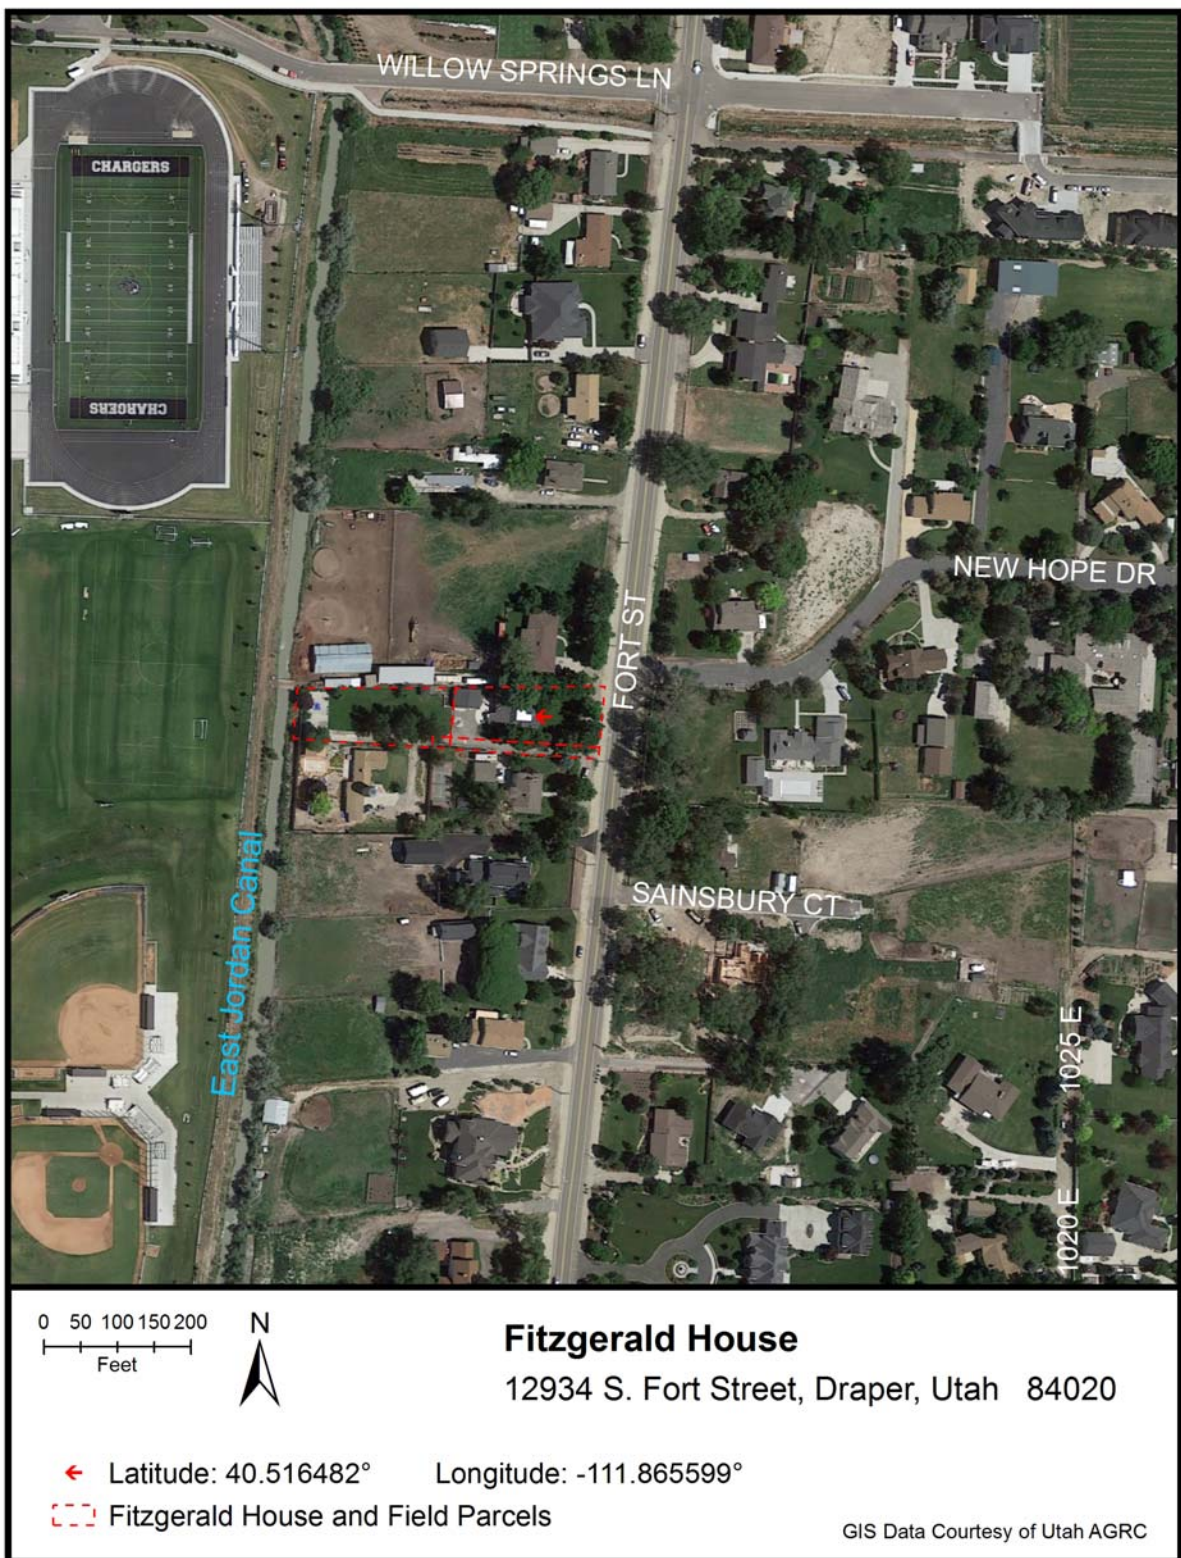 WILLOW SPRINGS LN
CHARGERS
CHARGERS
NEW HOPE DR
FORT ST
SAINSBURY CT
East Jordan Canal
1025 E
1020 E
0 50 100 150 200
Feet
N
Fitzgerald House
12934 S. Fort Street, Draper, Utah 84020
Latitude: 40.516482° Longitude: -111.865599°
Fitzgerald House and Field Parcels
GIS Data Courtesy of Utah AGRC